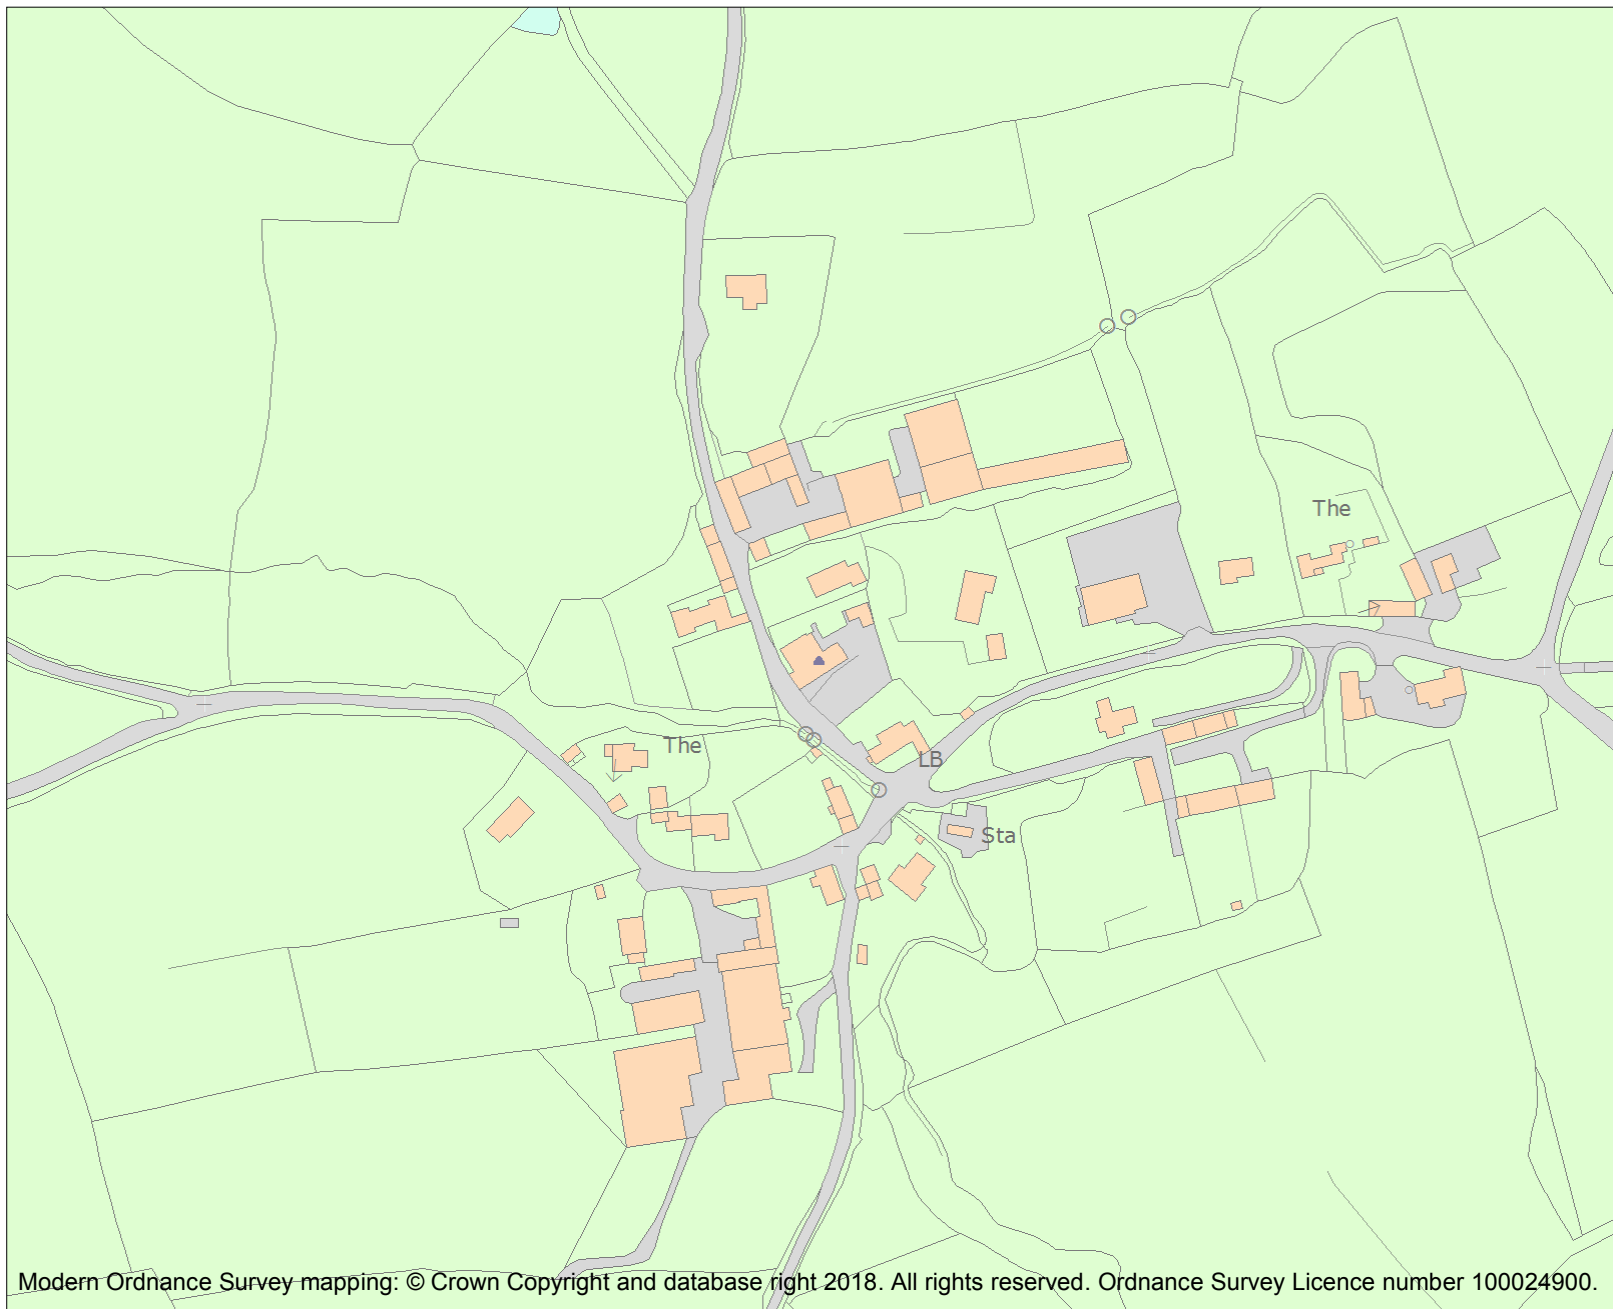 The
The
LB
Sta
Modern Ordnance Survey mapping: © Crown Copyright and database right 2018. All rights reserved. Ordnance Survey Licence number 100024900.